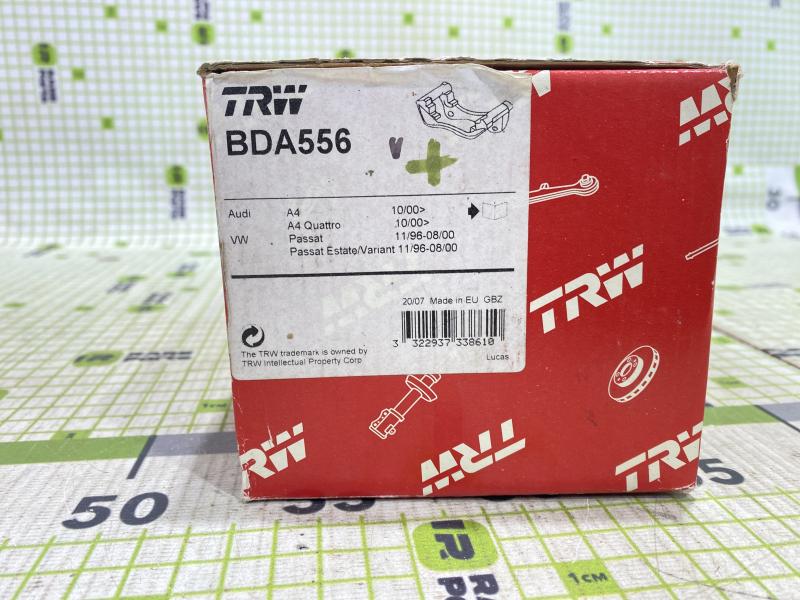 TRW
BDA556
V
Audi A4 10/00>
A4 Quattro 10/00>
VW Passat 11/96-08/00
Passat Estate/Variant 11/96-08/00
20/07 Made in EU GBZ
3 322937 338610
Lucas
The TRW trademark is owned by
TRW Intellectual Property Corp
TRW
TRW
TRW
TRW
TRW
50
1 CM